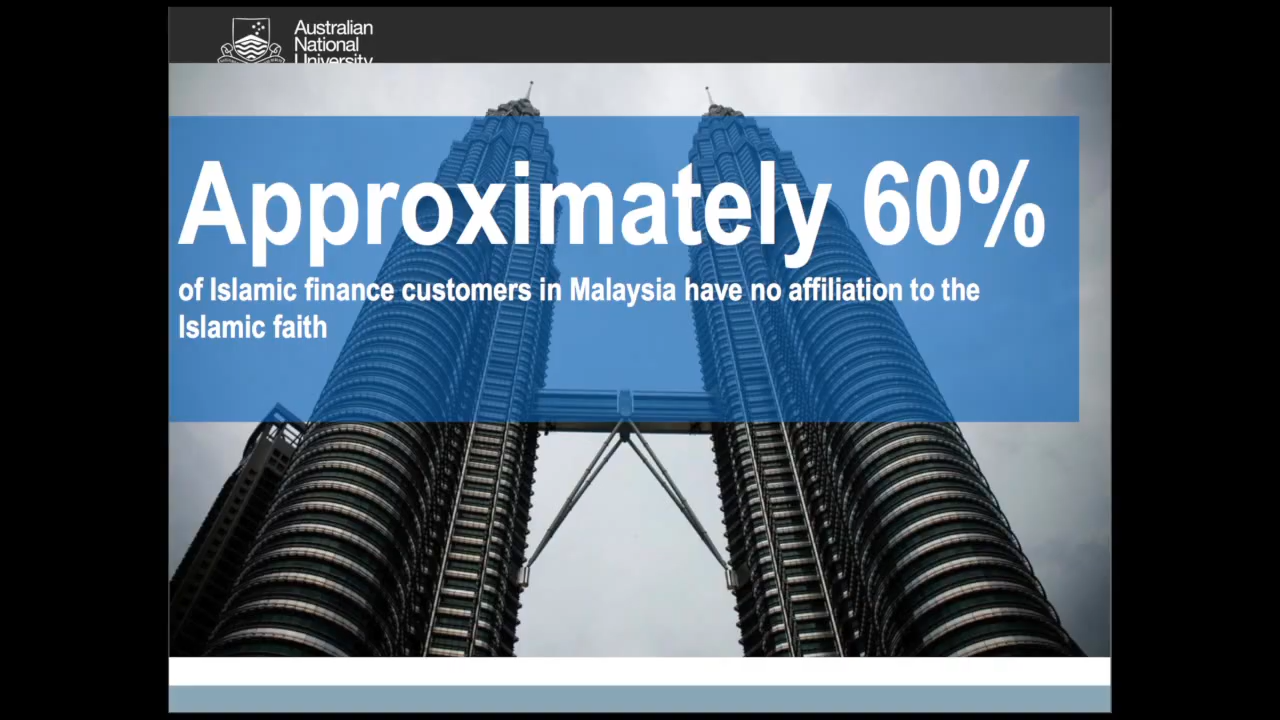 Australian
National
University
Approximately 60%
of Islamic finance customers in Malaysia have no affiliation to the
Islamic faith